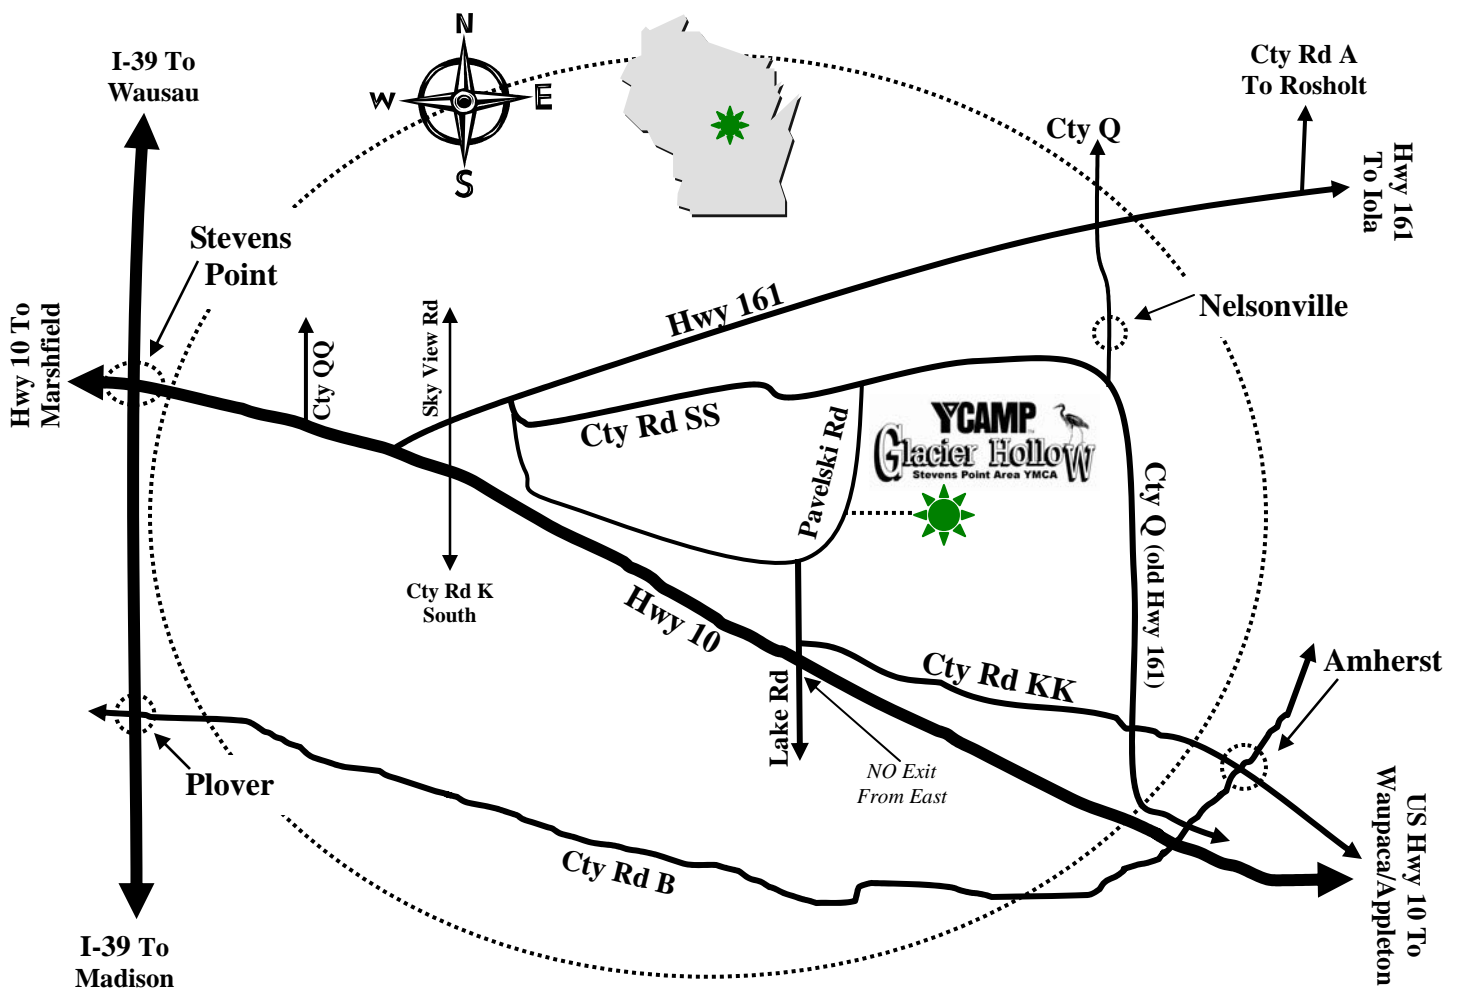 N
W
E
S
I-39 To
Wausau
Cty Rd A
To Rosholt
Cty Q
Hwy 161
To Iola
Stevens
Point
Nelsonville
Hwy 10 To
Marshfield
Cty QQ
Sky View Rd
Hwy 161
Cty Rd SS
Pavelski Rd
YCAMP
Glacier Hollow
Stevens Point Area YMCA
Cty Q (old Hwy 161)
Cty Rd K
South
Hwy 10
Cty Rd KK
Amherst
Lake Rd
NO Exit
From East
Plover
Cty Rd B
US Hwy 10 To
Waupaca/Appleton
I-39 To
Madison